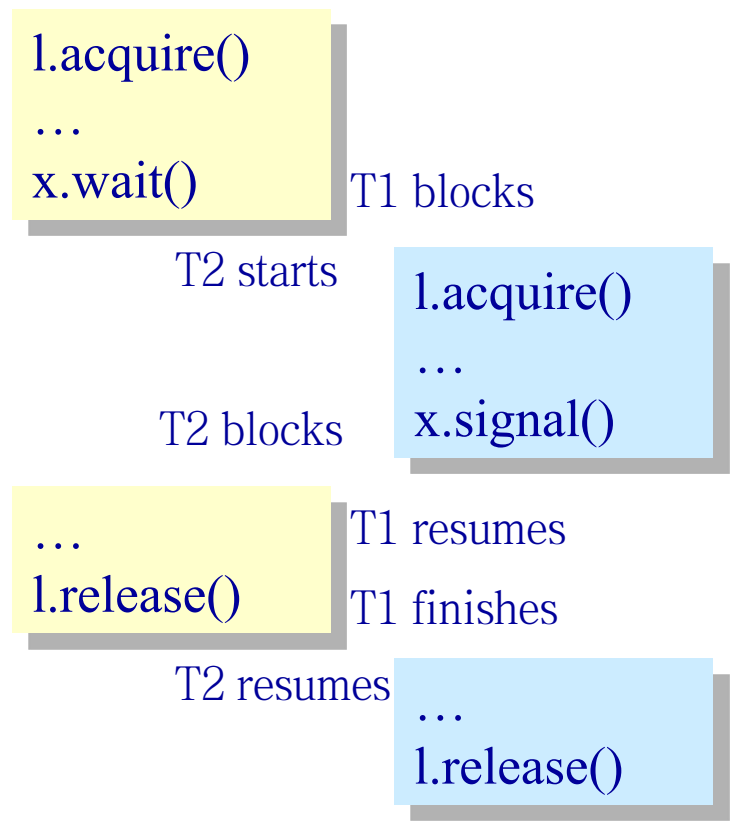 l.acquire()
…
x.wait()
T1 blocks
T2 starts
l.acquire()
…
x.signal()
T2 blocks
…
T1 resumes
l.release()
T1 finishes
T2 resumes
…
l.release()